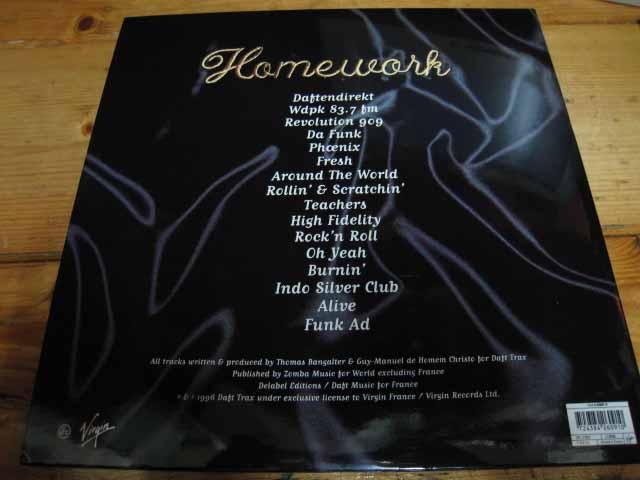 Homework
Daftendirekt
Wdpk 83.7 fm
Revolution 909
Da Funk
Phœnix
Fresh
Around The World
Rollin' & Scratchin'
Teachers
High Fidelity
Rock'n Roll
Oh Yeah
Burnin'
Indo Silver Club
Alive
Funk Ad
All tracks written & produced by Thomas Bangalter & Guy-Manuel de Homem Christo for Daft Trax
Published by Zomba Music for World excluding France
Delabel Editions / Daft Music for France
℗ & © 1996 Daft Trax under exclusive license to Virgin France / Virgin Records Ltd.
Virgin
724384260910